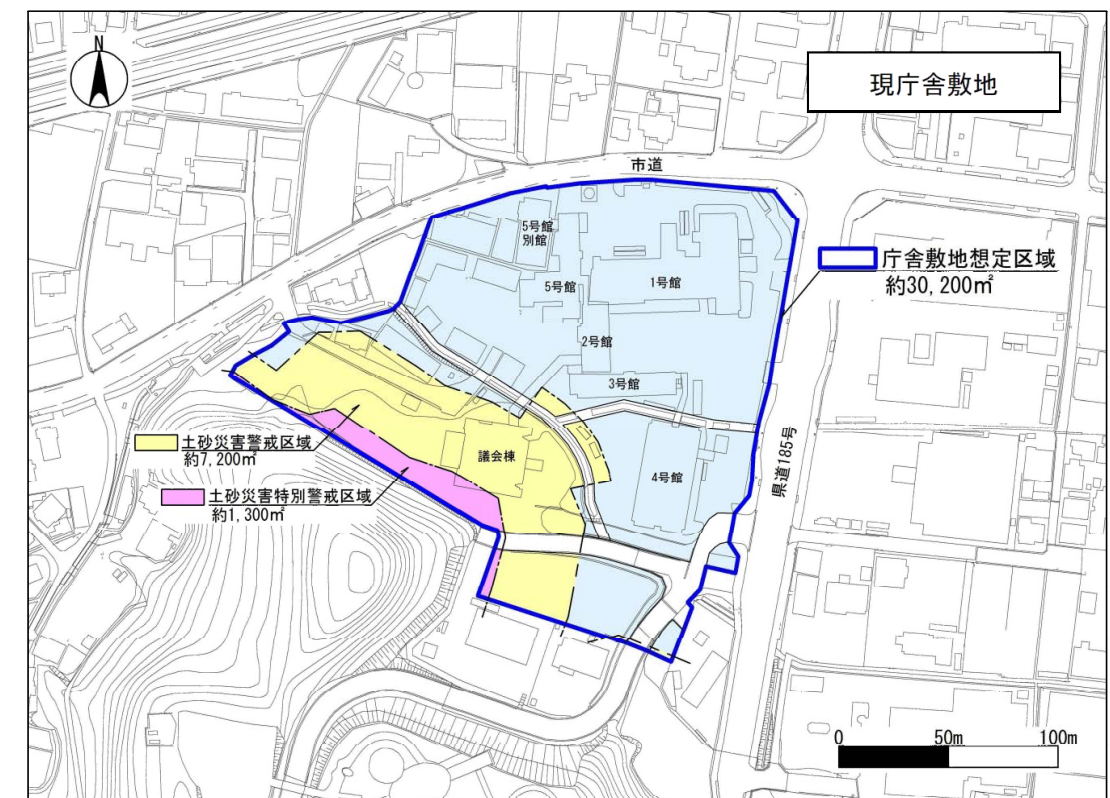 N
現庁舎敷地
市道
5号館
別館
庁舎敷地想定区域
約30,200㎡
5号館
1号館
2号館
3号館
土砂災害警戒区域
約7,200㎡
議会棟
4号館
県道185号
土砂災害特別警戒区域
約1,300㎡
0 50m 100m